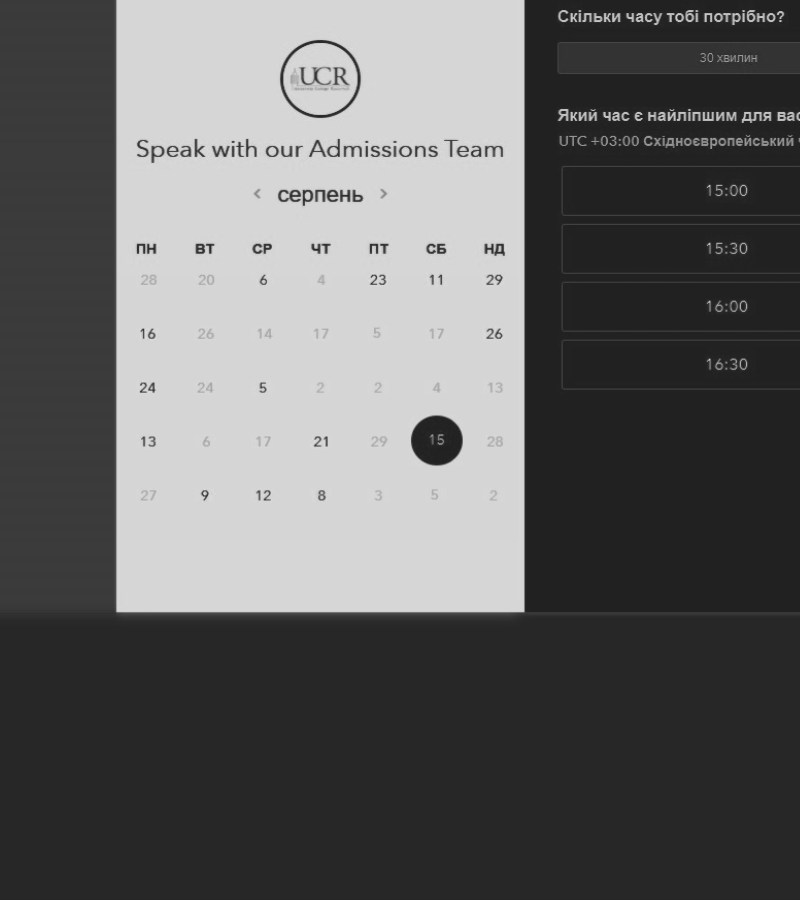 UCR
Speak with our Admissions Team
серпень
ПН ВТ СР ЧТ ПТ СБ НД
28 20 6 4 23 11 29
16 26 14 17 5 17 26
24 24 5 2 2 4 13
13 6 17 21 29 15 28
27 9 12 8 3 5 2
Скільки часу тобі потрібно?
30 хвилин
Який час є найліпшим для вас
UTC +03:00 Східноєвропейський
15:00
15:30
16:00
16:30